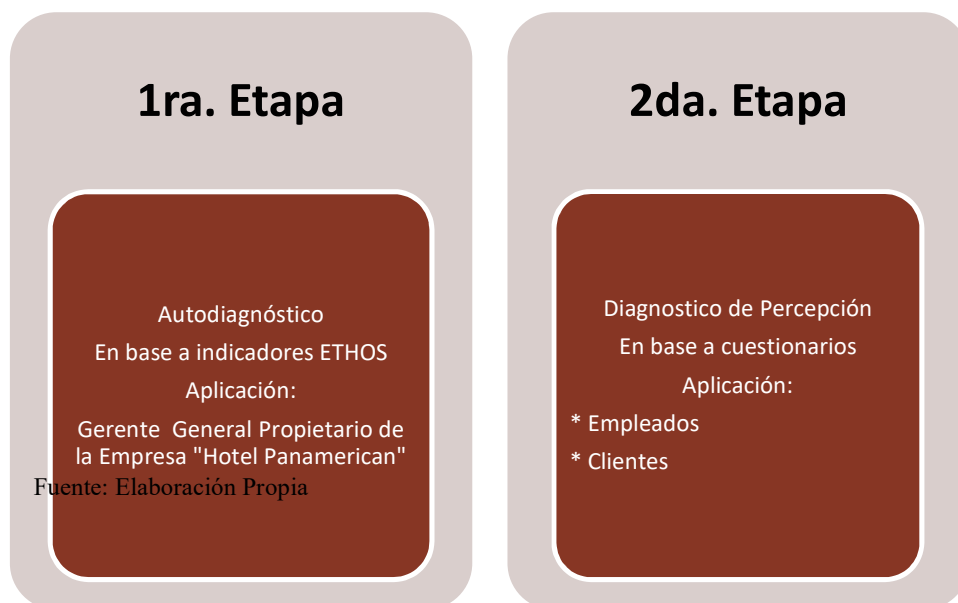 1ra. Etapa
Autodiagnóstico
En base a indicadores ETHOS
Aplicación:
Gerente  General Propietario de
la Empresa "Hotel Panamerican"
Fuente: Elaboración Propia
2da. Etapa
Diagnostico de Percepción
En base a cuestionarios
Aplicación:
* Empleados
* Clientes